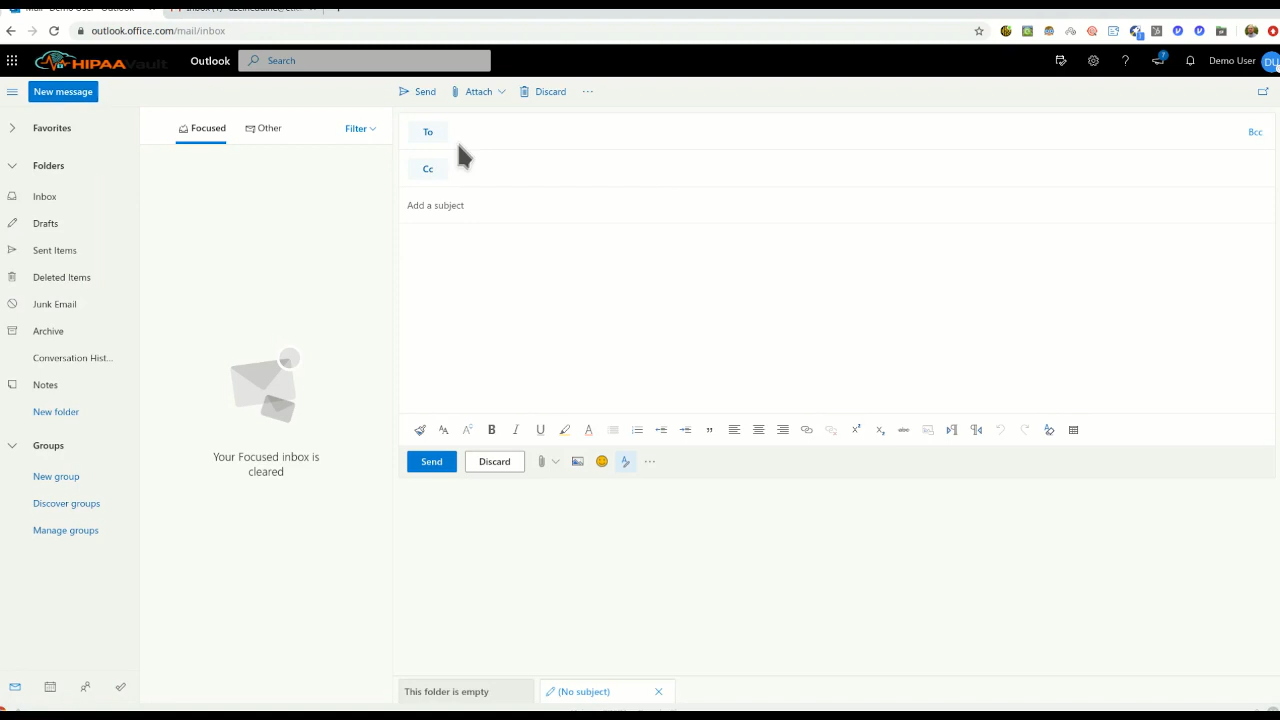 outlook.office.com/mail/inbox
HIPAAVault
Outlook
Search
7
Demo User
DU
New message
Send
Attach
Discard
Favorites
Folders
Inbox
Drafts
Sent Items
Deleted Items
Junk Email
Archive
Conversation Hist...
Notes
New folder
Groups
New group
Discover groups
Manage groups
Focused
Other
Filter
Your Focused inbox is
cleared
To
Bcc
Cc
Add a subject
Send
Discard
This folder is empty
(No subject)